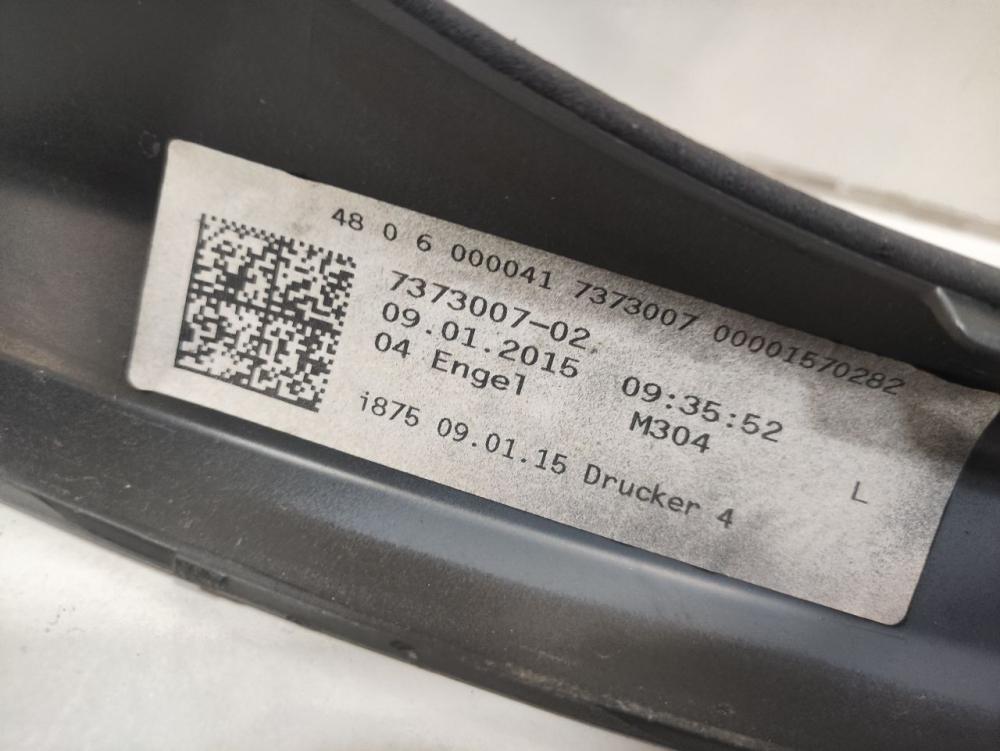 48 0 6 000041 7373007 00001570282
7373007-02
09.01.2015 09:35:52
04 Engel M304
i875 09.01.15 Drucker 4
L